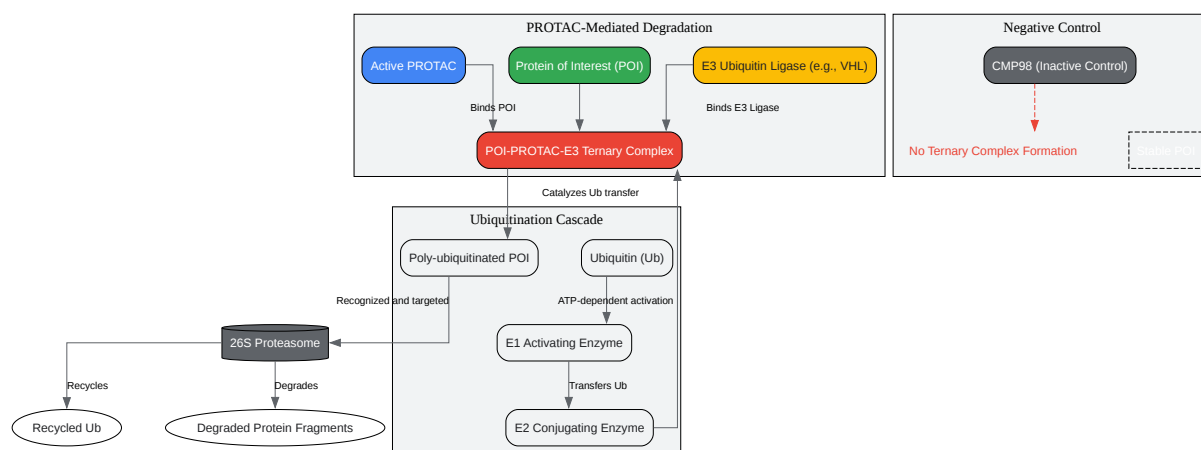 PROTAC-Mediated Degradation
Negative Control
Active PROTAC
Protein of Interest (POI)
E3 Ubiquitin Ligase (e.g., VHL)
CMP98 (Inactive Control)
Binds POI
Binds E3 Ligase
POI-PROTAC-E3 Ternary Complex
No Ternary Complex Formation
Stable POI
Catalyzes Ub transfer
Ubiquitination Cascade
Poly-ubiquitinated POI
Ubiquitin (Ub)
Recognized and targeted
ATP-dependent activation
26S Proteasome
E1 Activating Enzyme
Recycles
Degrades
Transfers Ub
Recycled Ub
Degraded Protein Fragments
E2 Conjugating Enzyme